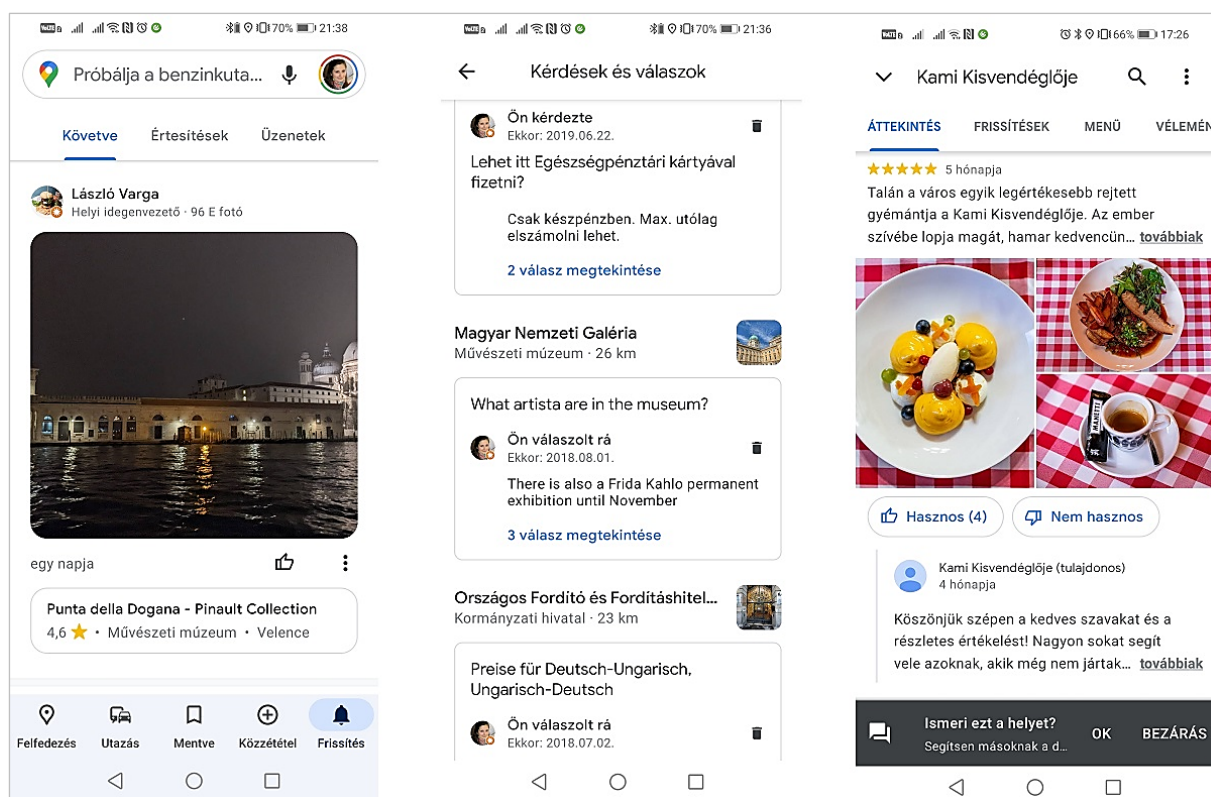 70% 21:38
Próbálja a benzinkuta...
Követve Értesítések Üzenetek
László Varga
Helyi idegenvezető · 96 E fotó
egy napja
Punta della Dogana - Pinault Collection
4,6 ★ • Művészeti múzeum • Velence
Felfedezés Utazás Mentve Közzététel Frissítés
70% 21:36
Kérdések és válaszok
Ön kérdezte
Ekkor: 2019.06.22.
Lehet itt Egészségpénztári kártyával
fizetni?
Csak készpénzben. Max. utólag
elszámolni lehet.
2 válasz megtekintése
Magyar Nemzeti Galéria
Művészeti múzeum · 26 km
What artista are in the museum?
Ön válaszolt rá
Ekkor: 2018.08.01.
There is also a Frida Kahlo permanent
exhibition until November
3 válasz megtekintése
Országos Fordító és Fordításhitel...
Kormányzati hivatal · 23 km
Preise für Deutsch-Ungarisch,
Ungarisch-Deutsch
Ön válaszolt rá
Ekkor: 2018.07.02.
66% 17:26
Kami Kisvendéglője
ÁTTEKINTÉS FRISSÍTÉSEK MENÜ VÉLEMÉN
★★★★★ 5 hónapja
Talán a város egyik legértékesebb rejtett
gyémántja a Kami Kisvendéglője. Az ember
szívébe lopja magát, hamar kedvencün... továbbiak
Hasznos (4) Nem hasznos
Kami Kisvendéglője (tulajdonos)
4 hónapja
Köszönjük szépen a kedves szavakat és a
részletes értékelést! Nagyon sokat segít
vele azoknak, akik még nem jártak... továbbiak
Ismeri ezt a helyet?
Segítsen másoknak a d...
OK BEZÁRÁS